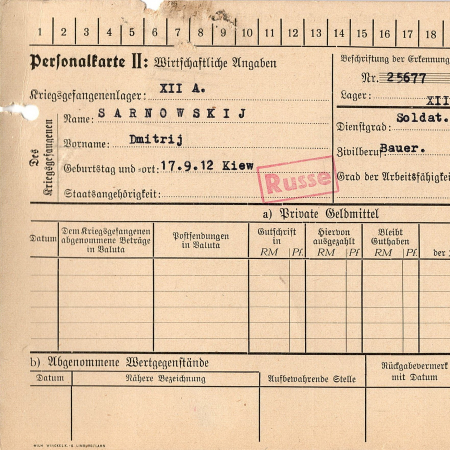 1 2 3 4 5 6 7 8 9 10 11 12 13 14 15 16 17 18
Personalkarte II: Wirtschaftliche Angaben
Beschriftung der Erkennung
Nr. 25677
Kriegsgefangenenlager: XII A.
Lager: XII
Des Kriegsgefangenen
Name: SARNOWSKIJ
Dienstgrad: Soldat.
Vorname: Dmitrij
Zivilberuf: Bauer.
Geburtstag und -ort: 17.9.12 Kiew
Russe
Grad der Arbeitsfähigkei
Staatsangehörigkeit:
a) Private Geldmittel
Datum
Dem Kriegsgefangenen abgenommene Beträge in Valuta
Postsendungen in Valuta
Gutschrift in
RM Pf.
Hiervon ausgezahlt
RM Pf.
Bleibt Guthaben
RM Pf.
der
b) Abgenommene Wertgegenstände
Datum
Nähere Bezeichnung
Aufbewahrende Stelle
Rückgabevermerk mit Datum